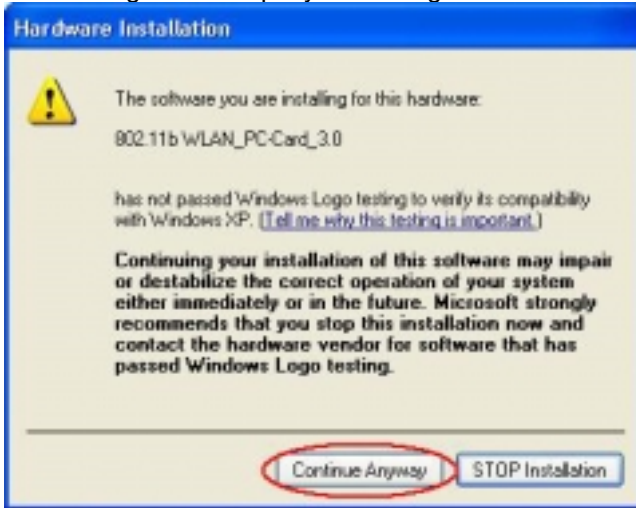 Hardware Installation
The software you are installing for this hardware:
802.11b WLAN_PC-Card_3.0
has not passed Windows Logo testing to verify its compatibility
with Windows XP. (Tell me why this testing is important.)
Continuing your installation of this software may impair
or destabilize the correct operation of your system
either immediately or in the future. Microsoft strongly
recommends that you stop this installation now and
contact the hardware vendor for software that has
passed Windows Logo testing.
Continue Anyway
STOP Installation